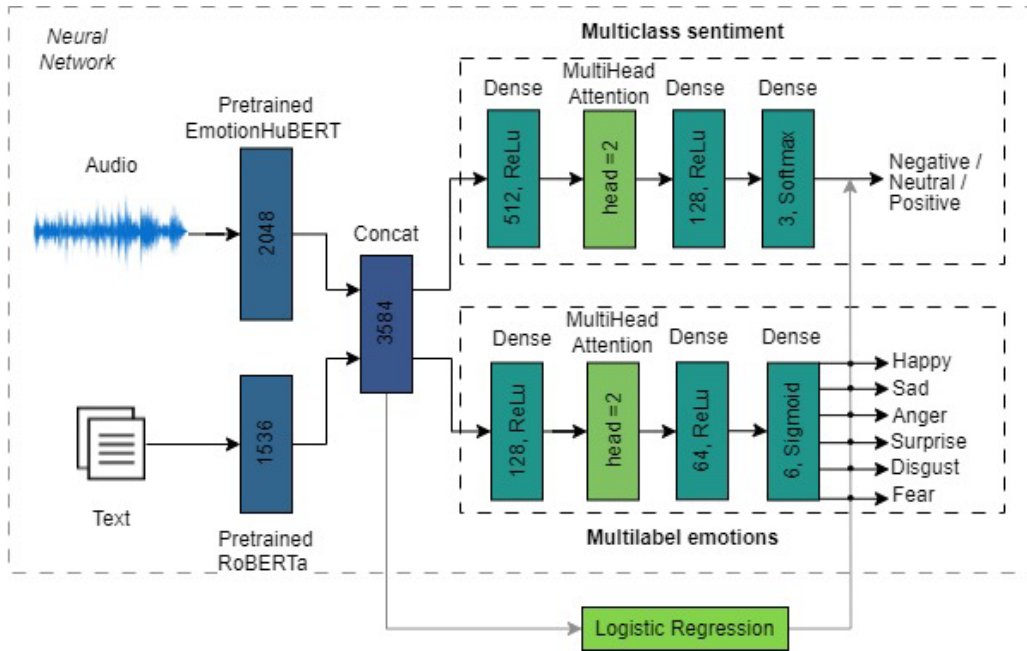 Neural
Network
Multiclass sentiment
Pretrained
EmotionHuBERT
Audio
2048
Text
1536
Pretrained
RoBERTa
Concat
3584
Dense
MultiHead
Attention
Dense
Dense
512, ReLu
head =2
128, ReLu
3, Softmax
Negative /
Neutral /
Positive
Dense
MultiHead
Attention
Dense
Dense
128, ReLu
head =2
64, ReLu
6, Sigmoid
Happy
Sad
Anger
Surprise
Disgust
Fear
Multilabel emotions
Logistic Regression